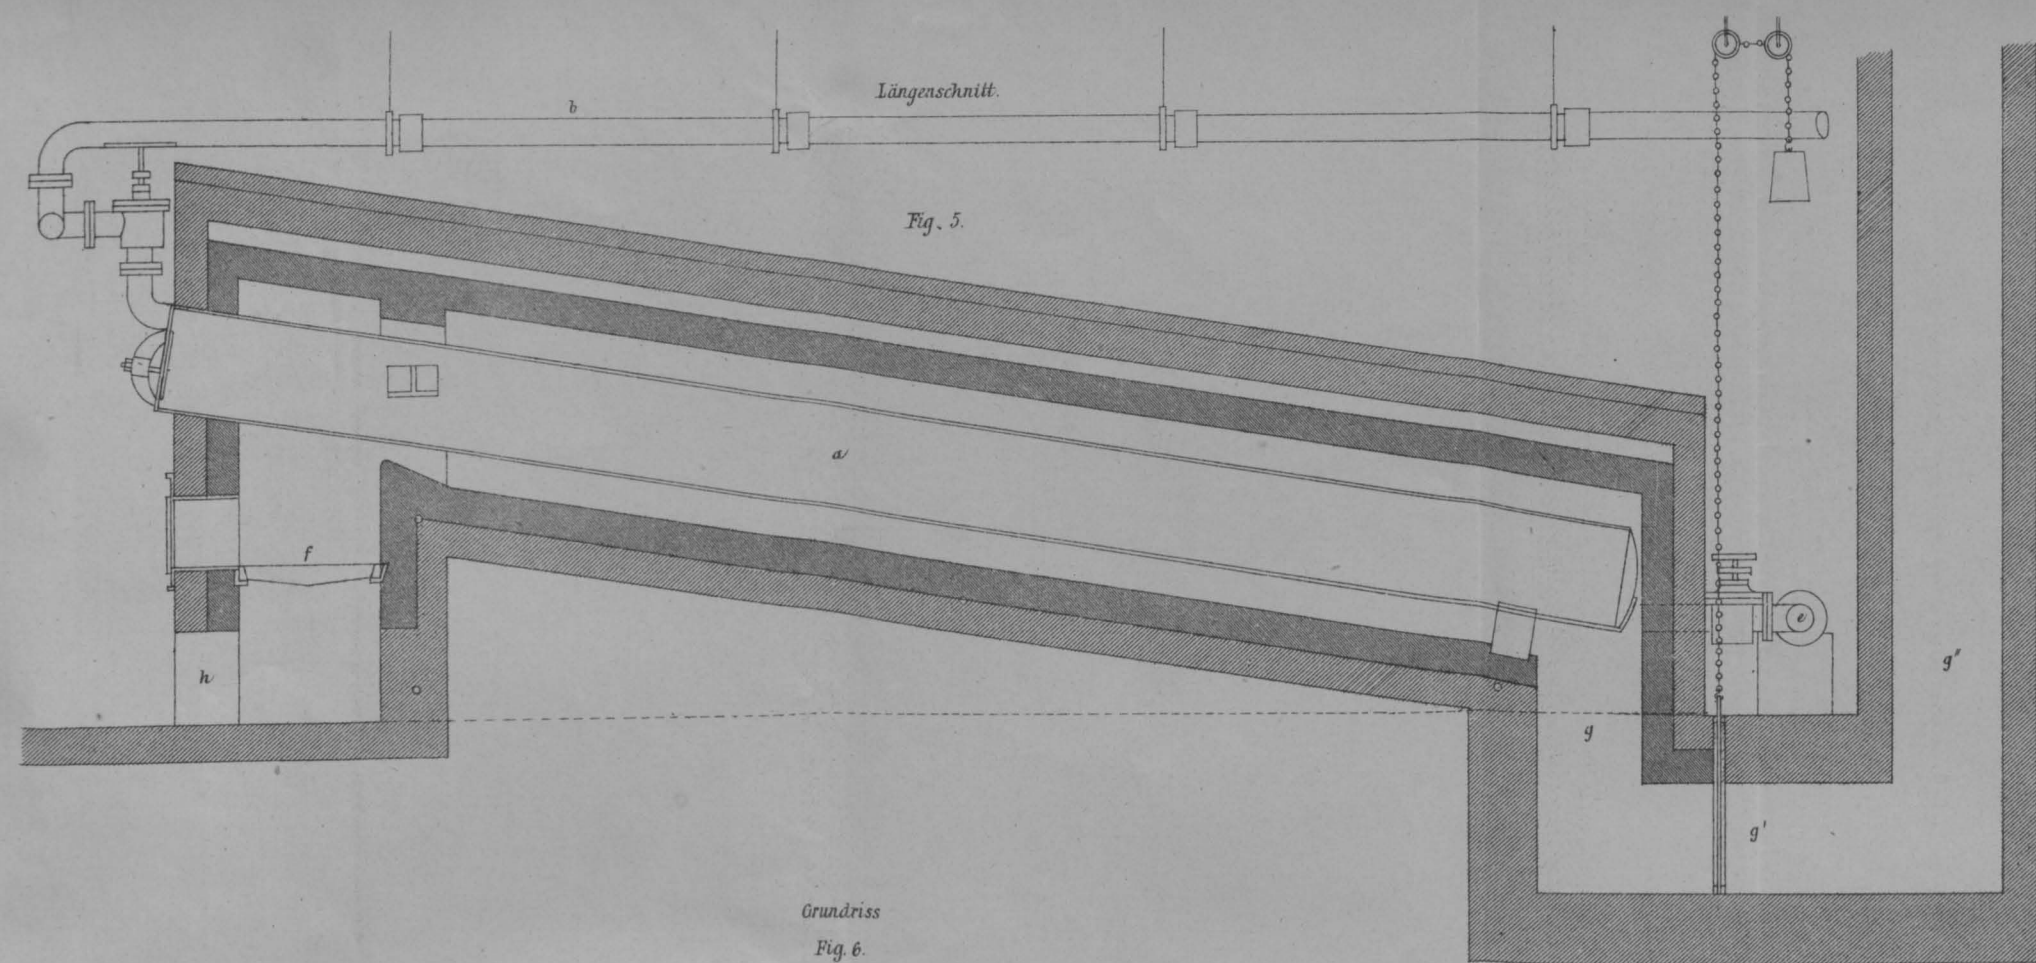 Längenschnitt.
b
Fig. 5.
a
f
e
h
g
g'
g"
Grundriss
Fig. 6.